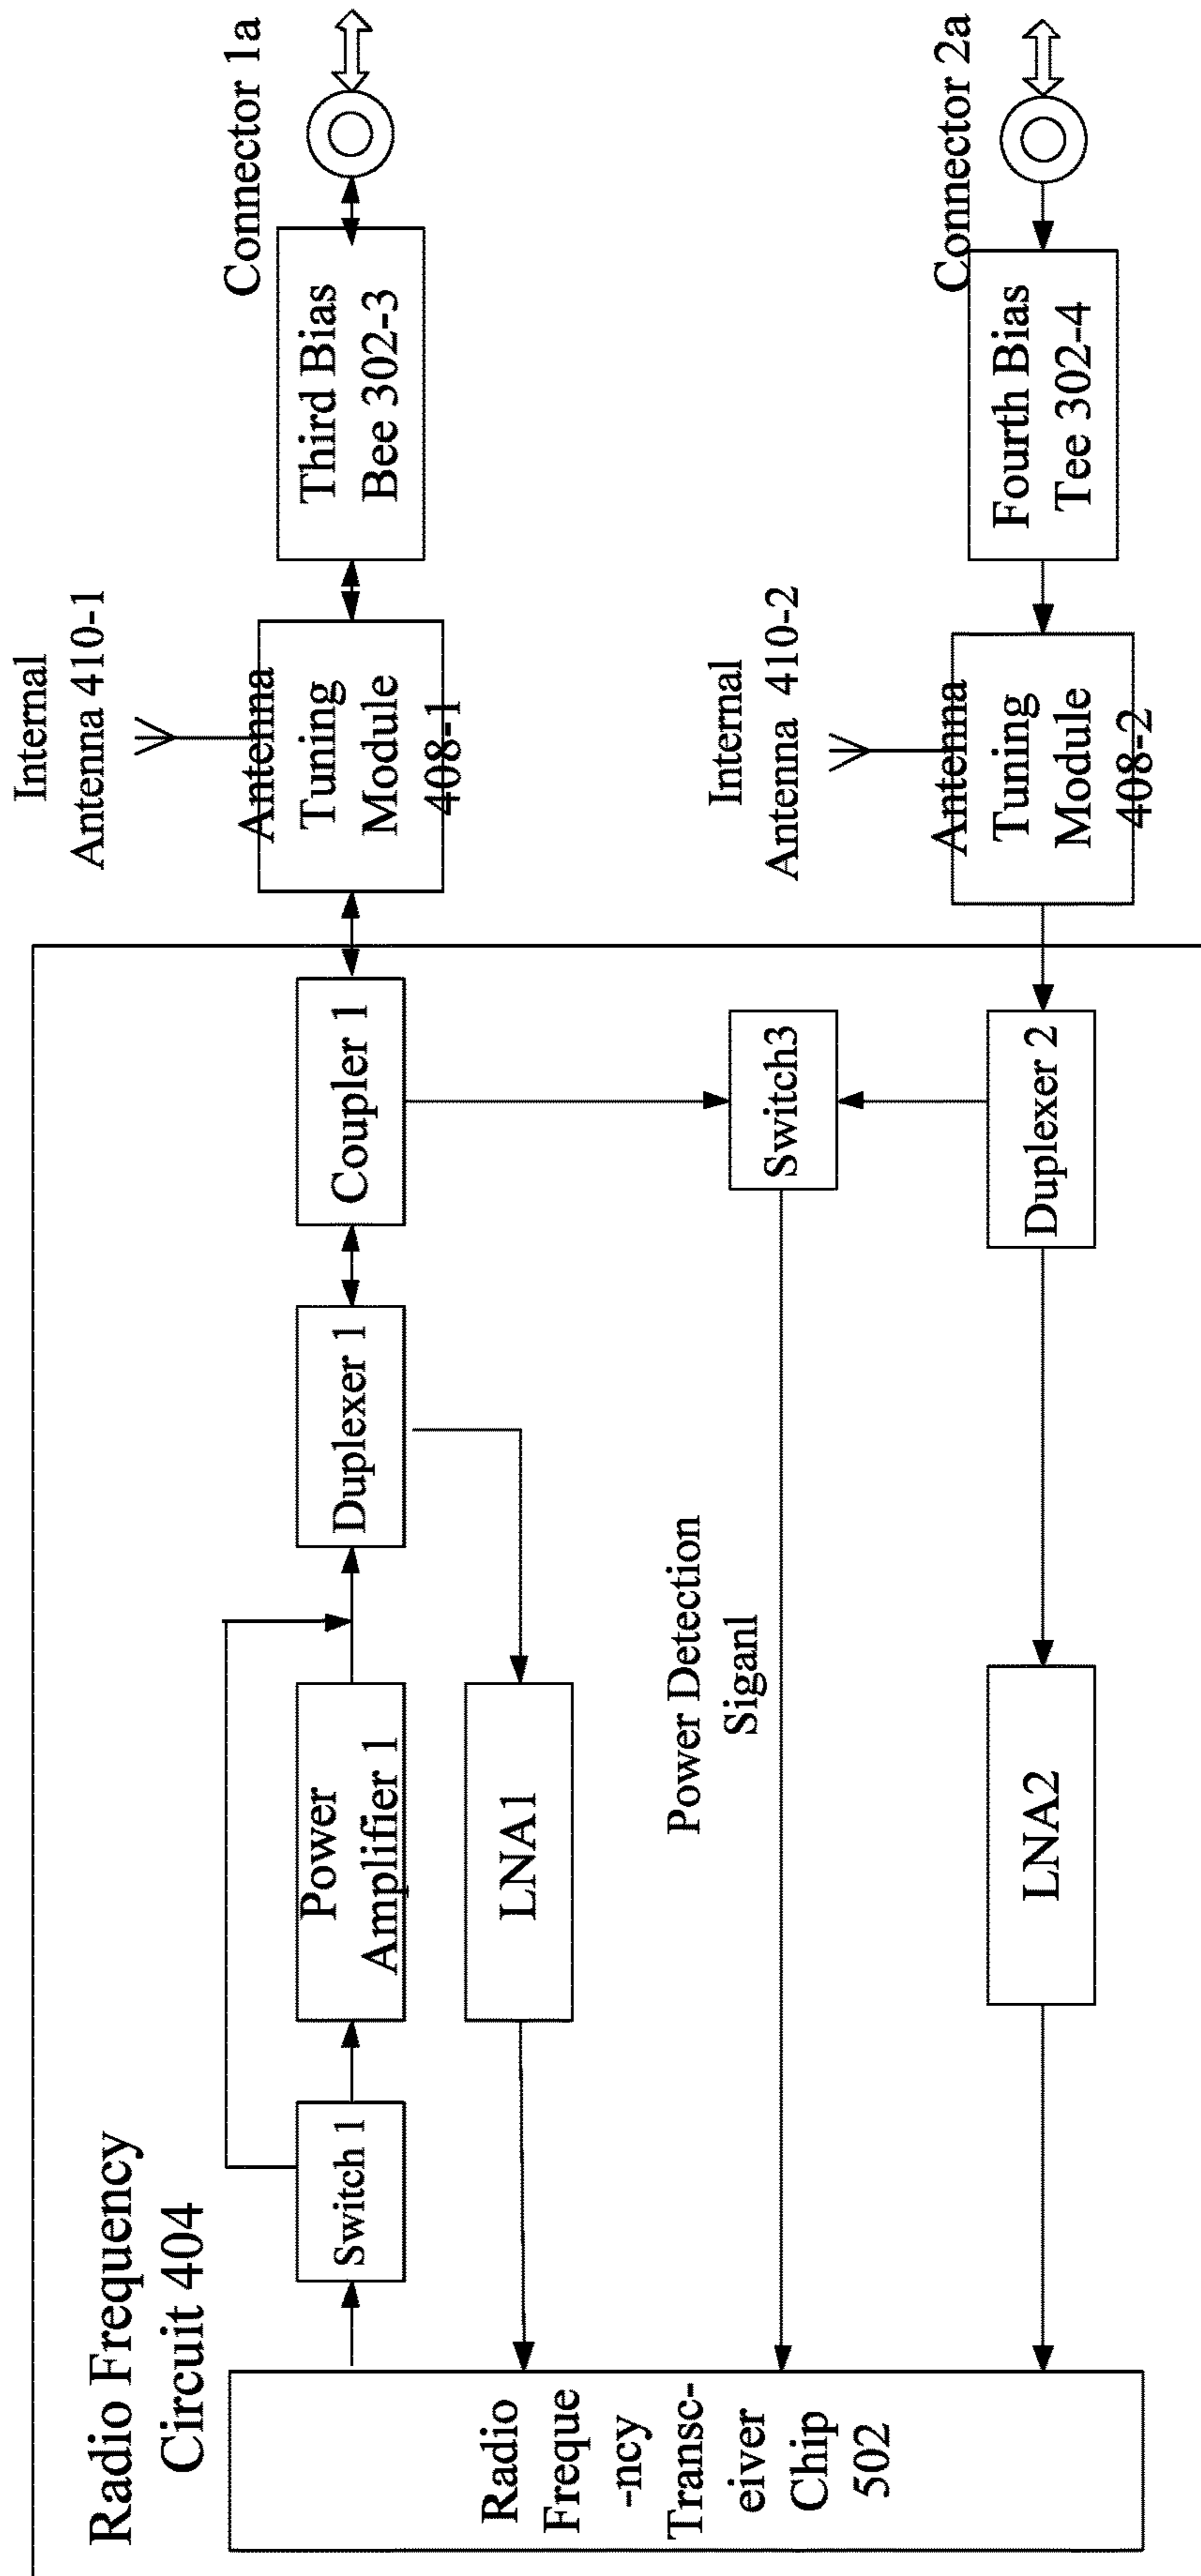 Radio Frequency
Circuit 404
Radio
Freque
-ncy
Transc-
eiver
Chip
502
Switch 1
Power
Amplifier 1
LNA1
Duplexer 1
Coupler 1
Power Detection
Siganl
Switch3
LNA2
Duplexer 2
Internal
Antenna 410-1
Antenna
Tuning
Module
408-1
Third Bias
Bee 302-3
Connector 1a
Internal
Antenna 410-2
Antenna
Tuning
Module
408-2
Fourth Bias
Tee 302-4
Connector 2a